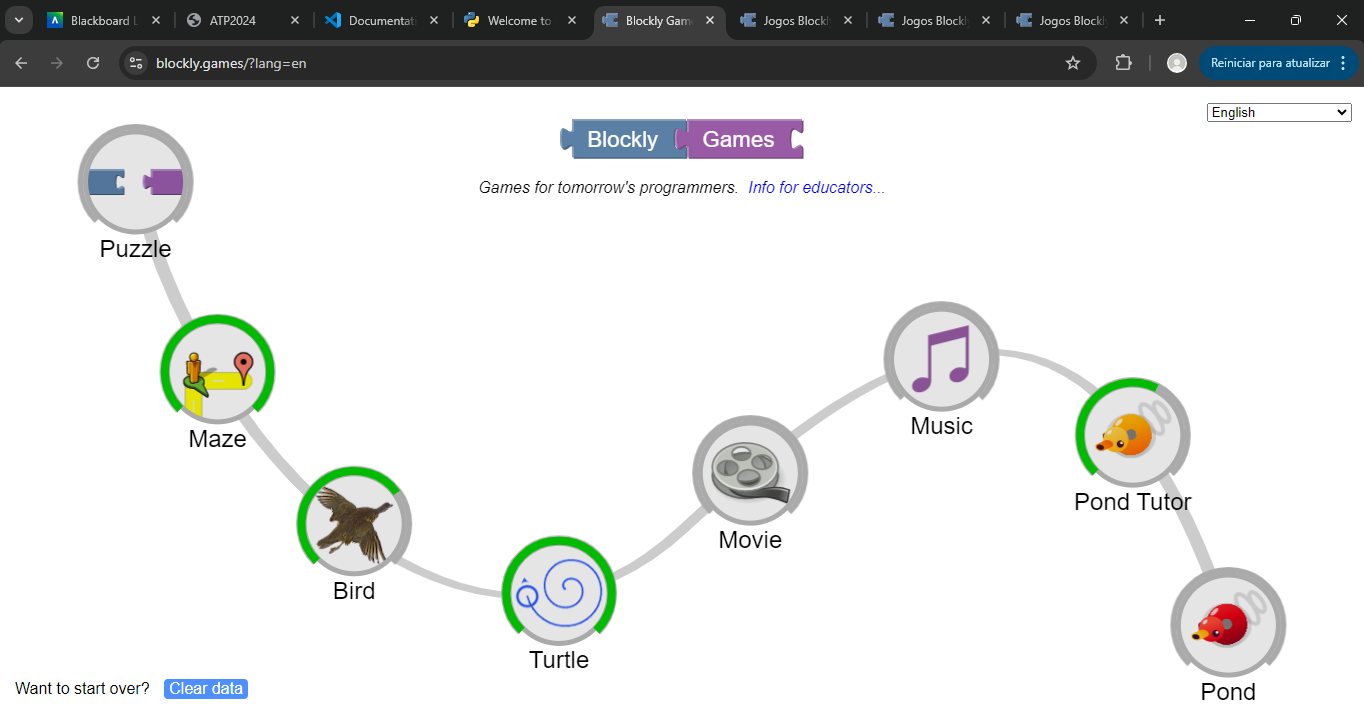 Blackboard L
ATP2024
Documentati
Welcome to
Blockly Gam
Jogos Blockl
Jogos Blockl
Jogos Blockl
blockly.games/?lang=en
Reiniciar para atualizar
English
Blockly Games
Games for tomorrow's programmers. Info for educators...
Puzzle
Maze
Bird
Turtle
Movie
Music
Pond Tutor
Pond
Want to start over? Clear data